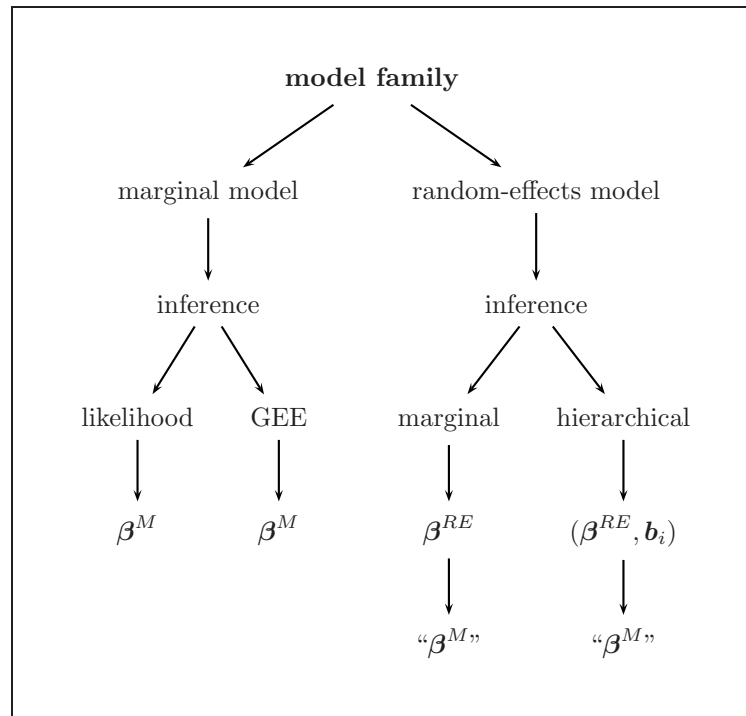 model family
marginal model random-effects model
inference inference
likelihood GEE marginal hierarchical
β^M β^M β^RE (β^RE, b_i)
“β^M” “β^M”